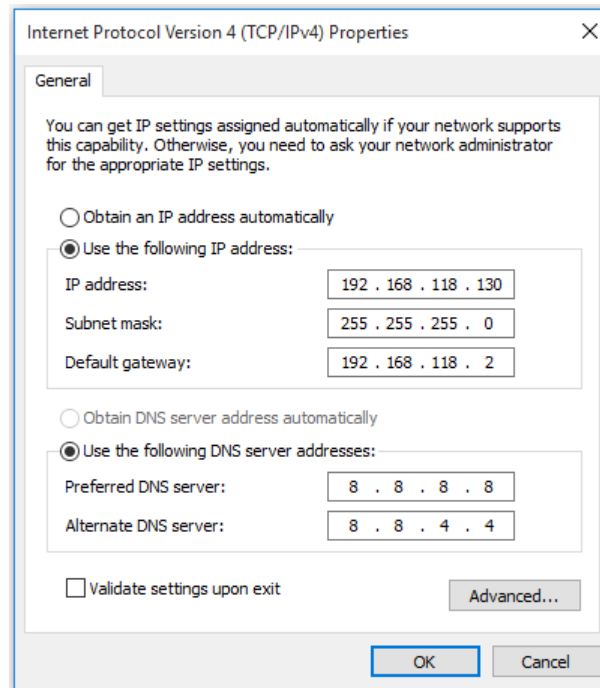 Internet Protocol Version 4 (TCP/IPv4) Properties
General
You can get IP settings assigned automatically if your network supports
this capability. Otherwise, you need to ask your network administrator
for the appropriate IP settings.
Obtain an IP address automatically
Use the following IP address:
IP address: 192 . 168 . 118 . 130
Subnet mask: 255 . 255 . 255 . 0
Default gateway: 192 . 168 . 118 . 2
Obtain DNS server address automatically
Use the following DNS server addresses:
Preferred DNS server: 8 . 8 . 8 . 8
Alternate DNS server: 8 . 8 . 4 . 4
Validate settings upon exit
Advanced...
OK Cancel